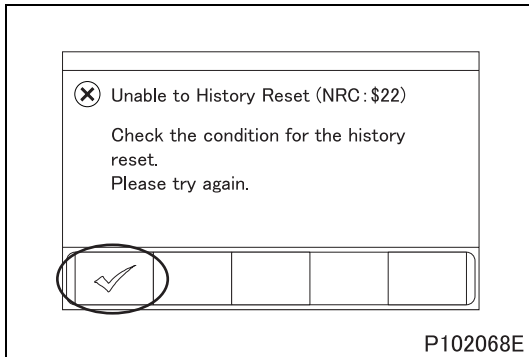 Unable to History Reset (NRC:$22)
Check the condition for the history
reset.
Please try again.
P102068E